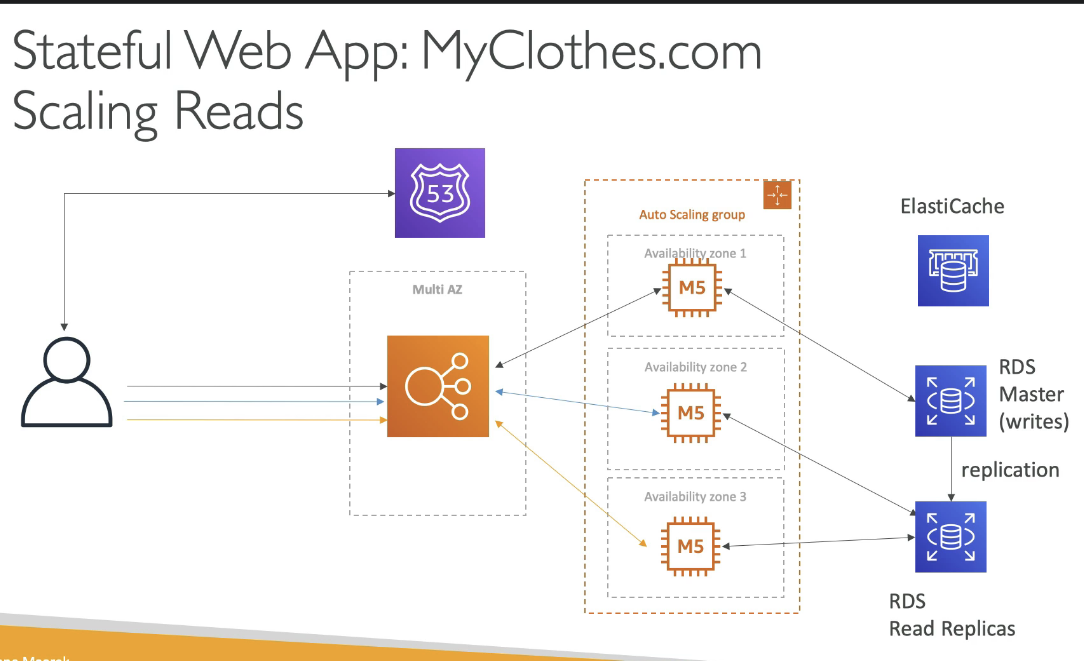 Stateful Web App: MyClothes.com
Scaling Reads
53
Auto Scaling group
ElastiCache
Availability zone 1
M5
Multi AZ
Availability zone 2
M5
RDS
Master
(writes)
replication
Availability zone 3
M5
RDS
Read Replicas